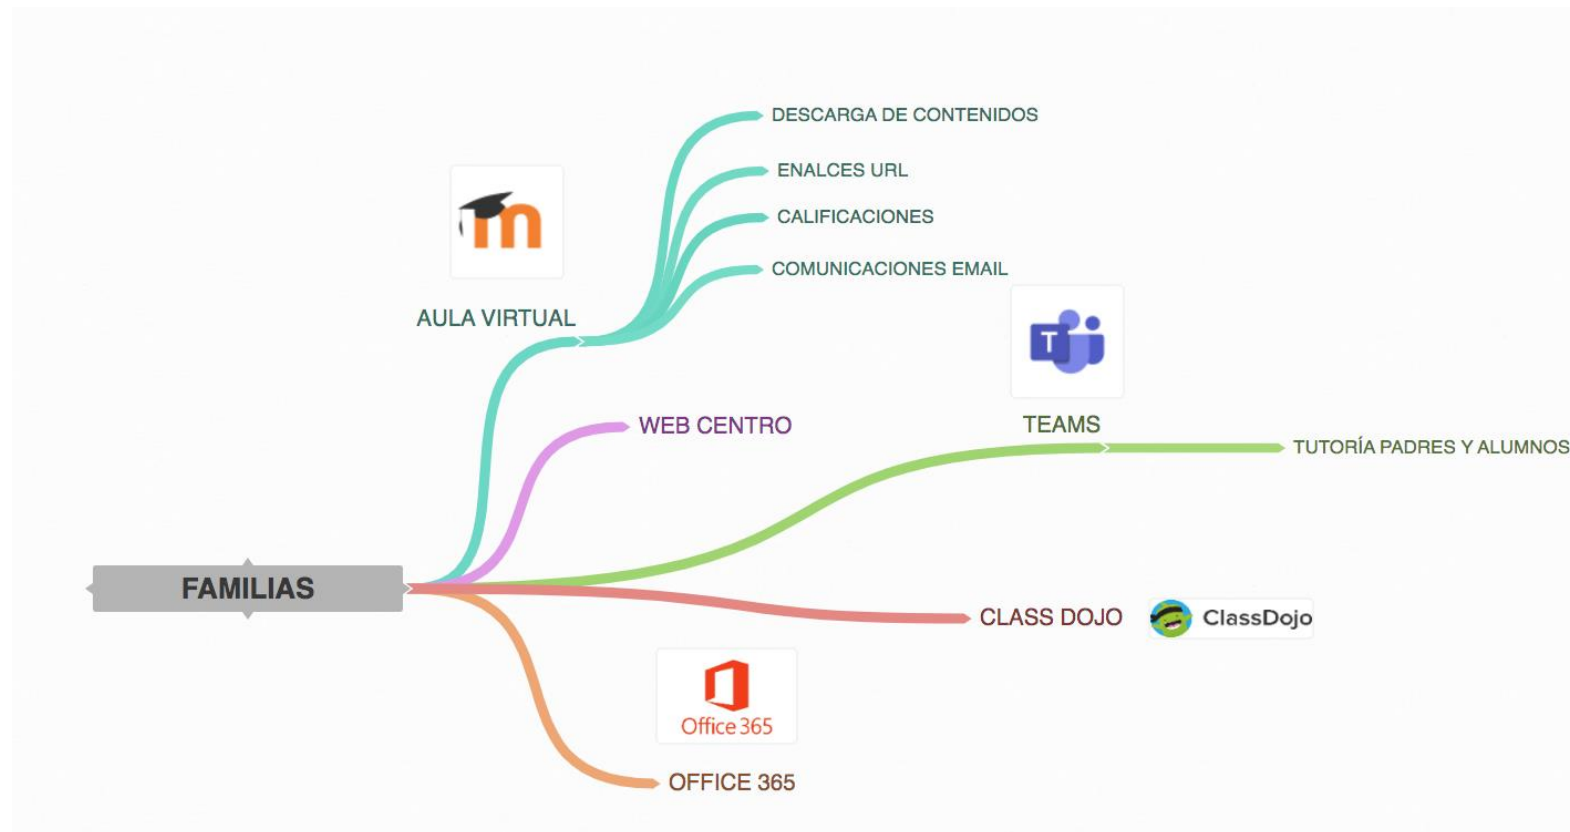 DESCARGA DE CONTENIDOS
ENALCES URL
CALIFICACIONES
COMUNICACIONES EMAIL
m
AULA VIRTUAL
T
TEAMS
WEB CENTRO
TUTORÍA PADRES Y ALUMNOS
FAMILIAS
CLASS DOJO
ClassDojo
Office 365
OFFICE 365